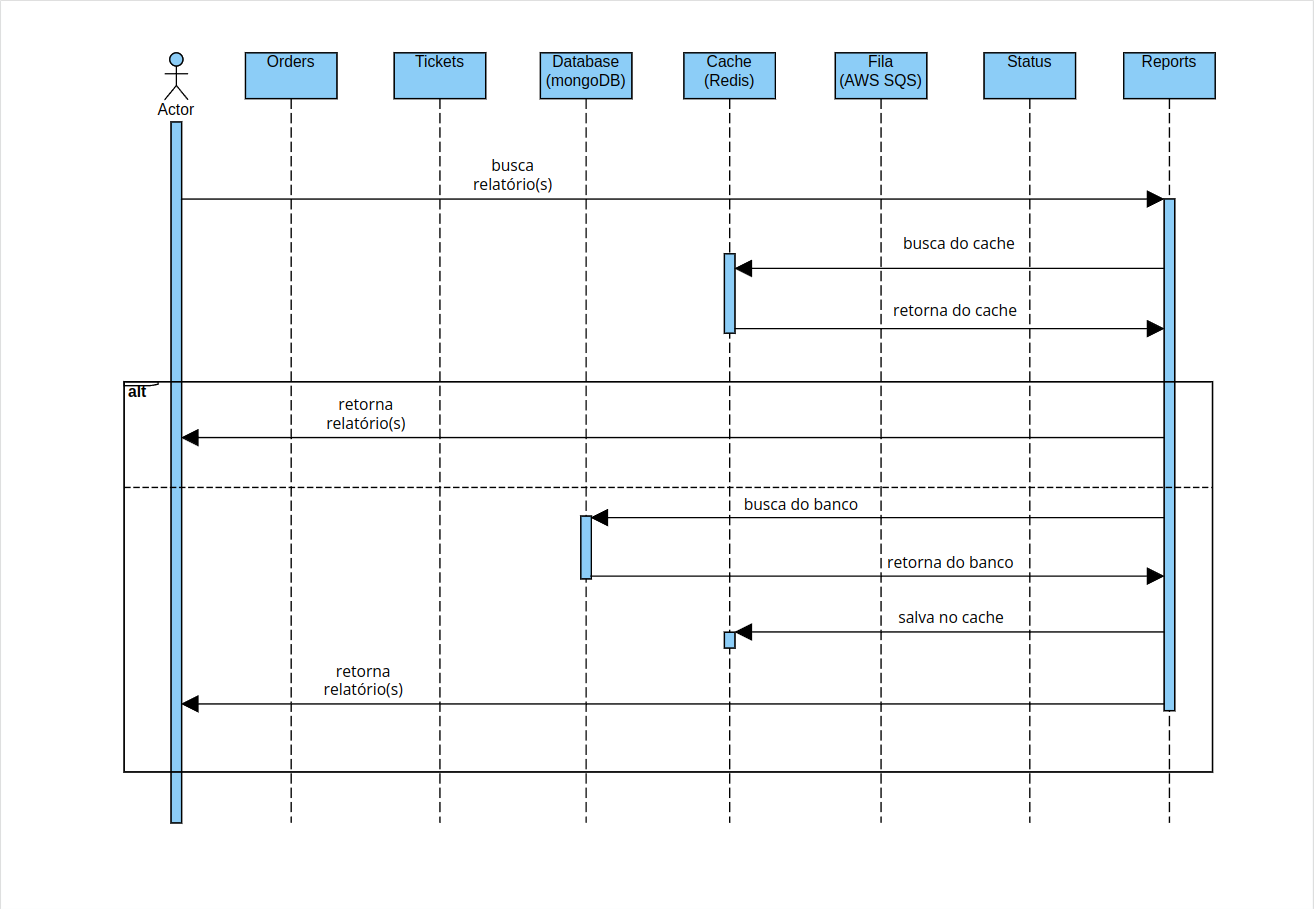 Orders
Tickets
Database
(mongoDB)
Cache
(Redis)
Fila
(AWS SQS)
Status
Reports
Actor
busca
relatório(s)
busca do cache
retorna do cache
alt
retorna
relatório(s)
busca do banco
retorna do banco
salva no cache
retorna
relatório(s)